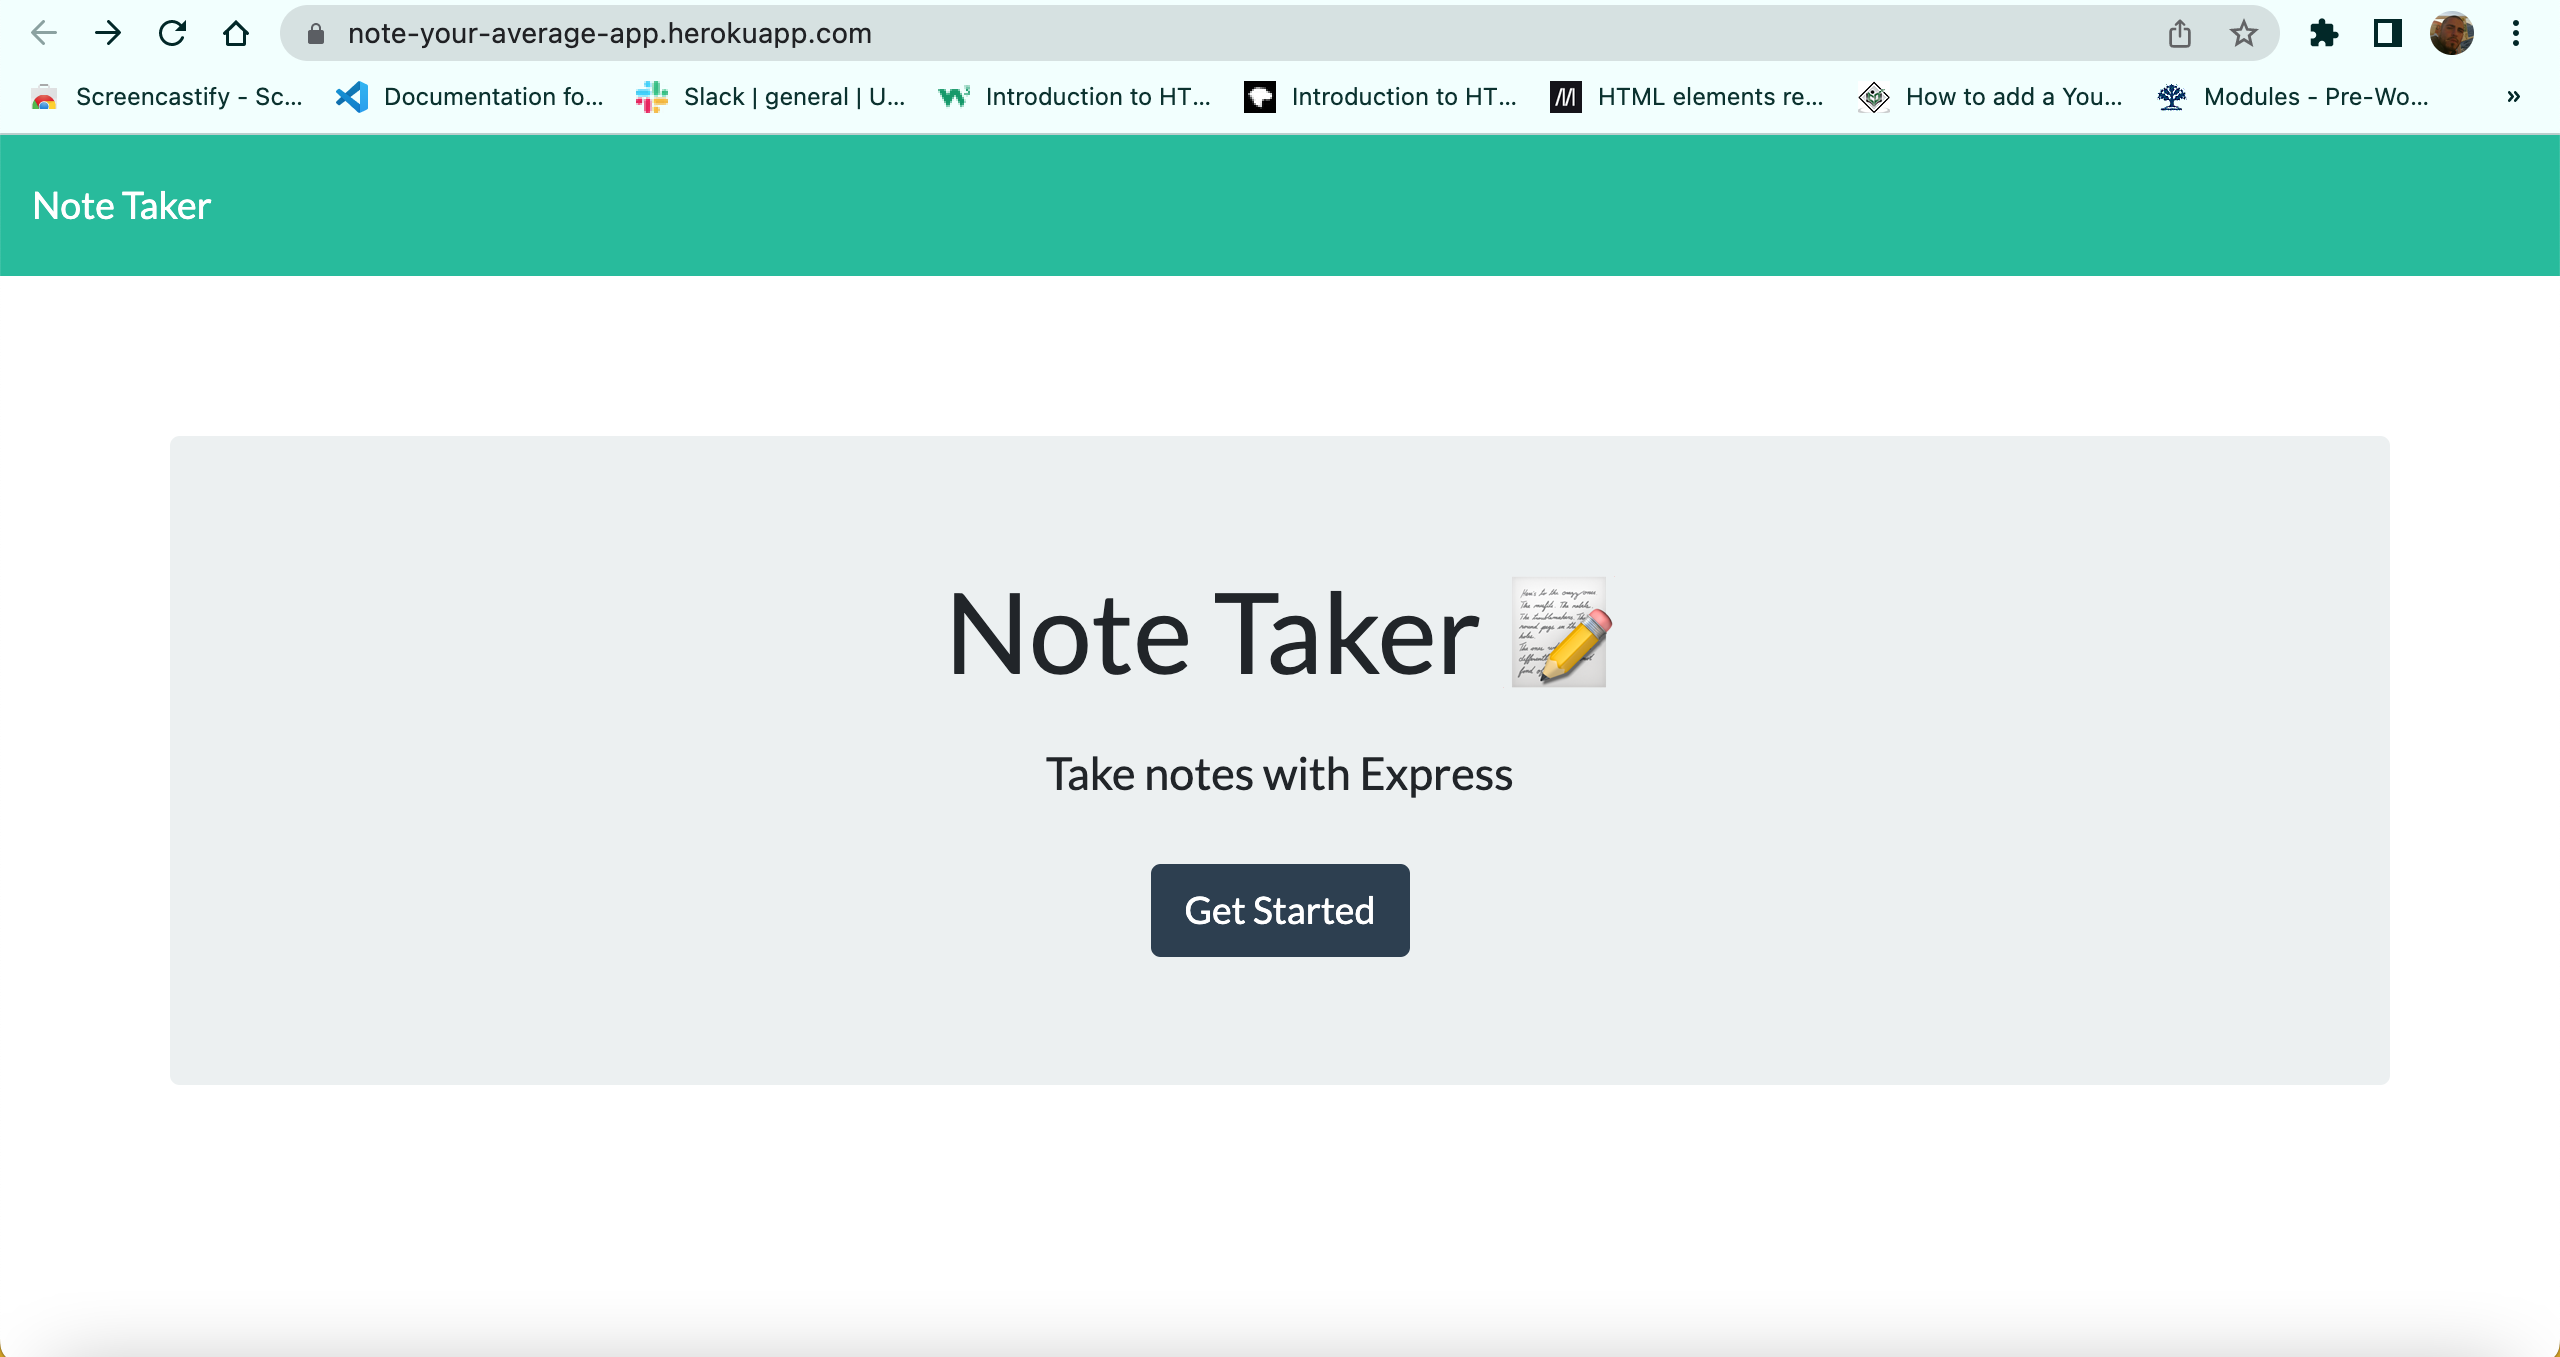 note-your-average-app.herokuapp.com
Screencastify - Sc... Documentation fo... Slack | general | U... Introduction to HT... Introduction to HT... HTML elements re... How to add a You... Modules - Pre-Wo... »
Note Taker
Note Taker
Take notes with Express
Get Started